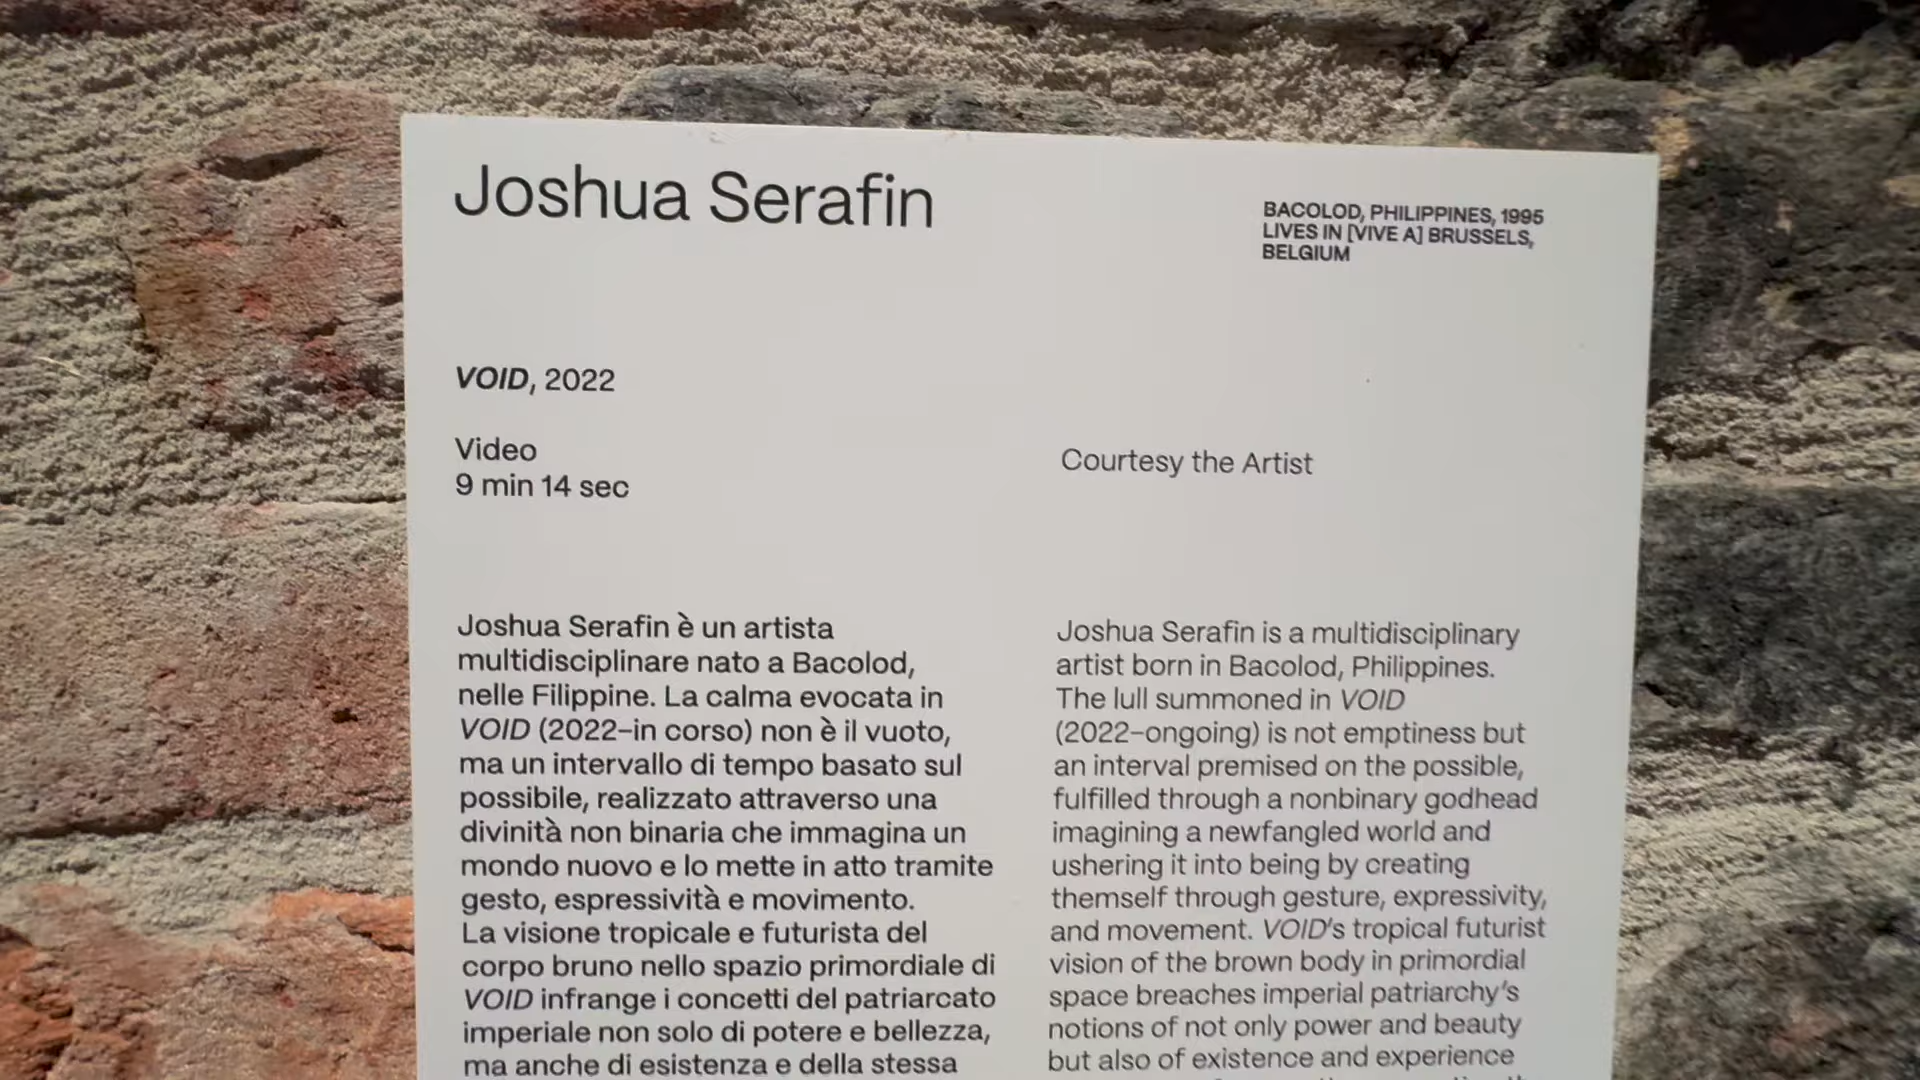 Joshua Serafin
BACOLOD, PHILIPPINES, 1995
LIVES IN [VIVE A] BRUSSELS,
BELGIUM
VOID, 2022
Video
9 min 14 sec
Courtesy the Artist
Joshua Serafin è un artista
multidisciplinare nato a Bacolod,
nelle Filippine. La calma evocata in
VOID (2022–in corso) non è il vuoto,
ma un intervallo di tempo basato sul
possibile, realizzato attraverso una
divinità non binaria che immagina un
mondo nuovo e lo mette in atto tramite
gesto, espressività e movimento.
La visione tropicale e futurista del
corpo bruno nello spazio primordiale di
VOID infrange i concetti del patriarcato
imperiale non solo di potere e bellezza,
ma anche di esistenza e della stessa
Joshua Serafin is a multidisciplinary
artist born in Bacolod, Philippines.
The lull summoned in VOID
(2022–ongoing) is not emptiness but
an interval premised on the possible,
fulfilled through a nonbinary godhead
imagining a newfangled world and
ushering it into being by creating
themself through gesture, expressivity,
and movement. VOID's tropical futurist
vision of the brown body in primordial
space breaches imperial patriarchy's
notions of not only power and beauty
but also of existence and experience